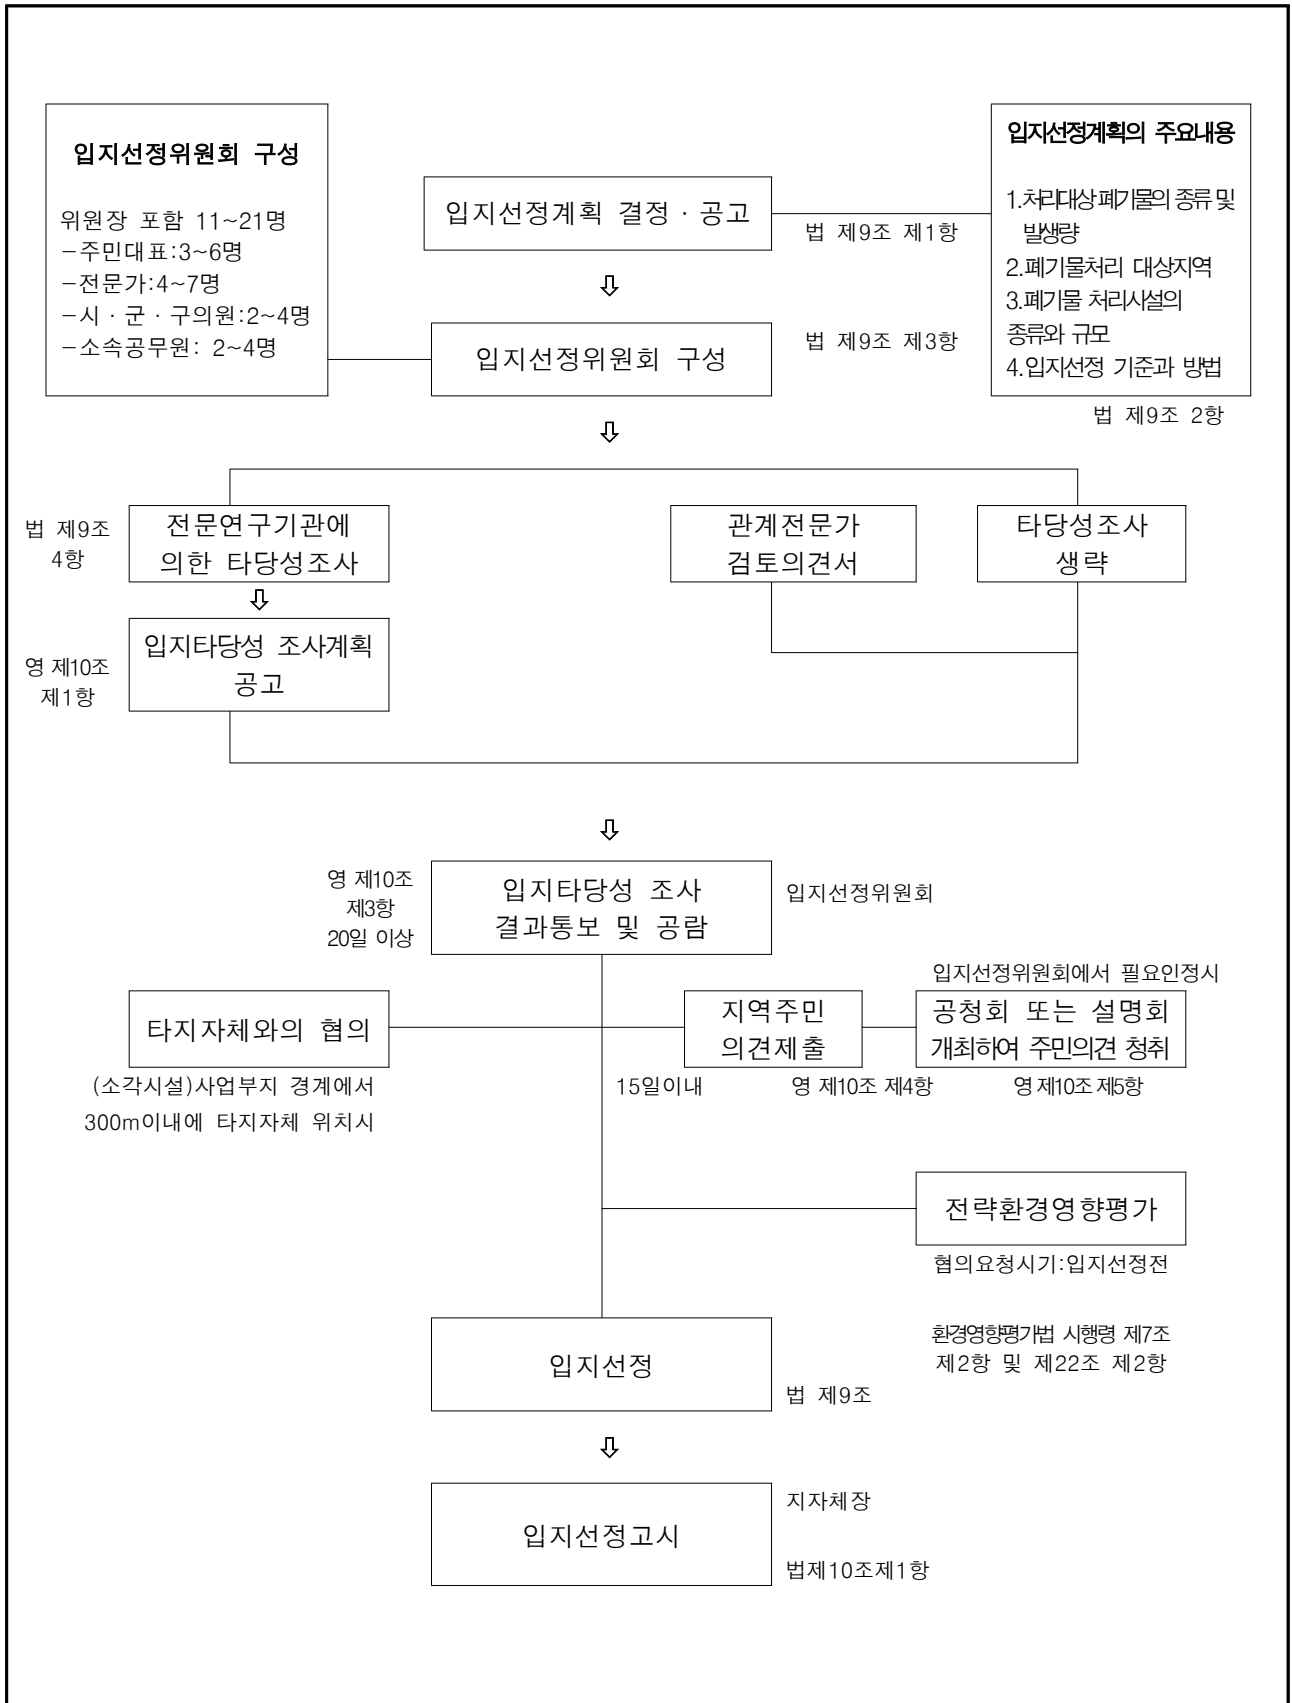 입지선정위원회 구성
위원장 포함 11~21명
-주민대표:3~6명
-전문가:4~7명
-시·군·구의원:2~4명
-소속공무원: 2~4명
입지선정계획 결정·공고
법 제9조 제1항
입지선정계획의 주요내용
1.처리대상 폐기물의 종류 및
발생량
2.폐기물처리 대상지역
3.폐기물 처리시설의
종류와 규모
4.입지선정 기준과 방법
법 제9조 2항
⇩
입지선정위원회 구성
법 제9조 제3항
⇩
법 제9조
4항
전문연구기관에
의한 타당성조사
관계전문가
검토의견서
타당성조사
생략
⇩
영 제10조
제1항
입지타당성 조사계획
공고
⇩
영 제10조
제3항
20일 이상
입지타당성 조사
결과통보 및 공람
입지선정위원회
타지자체와의 협의
(소각시설)사업부지 경계에서
300m이내에 타지자체 위치시
지역주민
의견제출
15일이내
영 제10조 제4항
입지선정위원회에서 필요인정시
공청회 또는 설명회
개최하여 주민의견 청취
영 제10조 제5항
전략환경영향평가
협의요청시기:입지선정전
환경영향평가법 시행령 제7조
제2항 및 제22조 제2항
입지선정
법 제9조
⇩
입지선정고시
지자체장
법제10조제1항